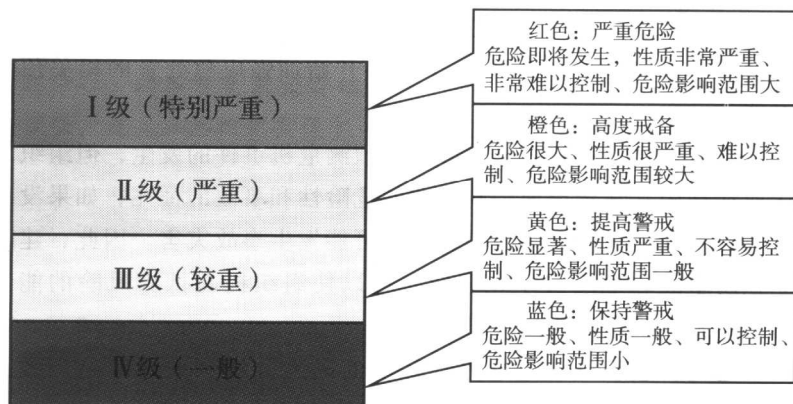 红色：严重危险
危险即将发生，性质非常严重、
非常难以控制、危险影响范围大
Ⅰ级（特别严重）
橙色：高度戒备
危险很大、性质很严重、难以控
制、危险影响范围较大
Ⅱ级（严重）
黄色：提高警戒
危险显著、性质严重、不容易控
制、危险影响范围一般
Ⅲ级（较重）
蓝色：保持警戒
危险一般、性质一般、可以控制、
危险影响范围小
Ⅳ级（一般）